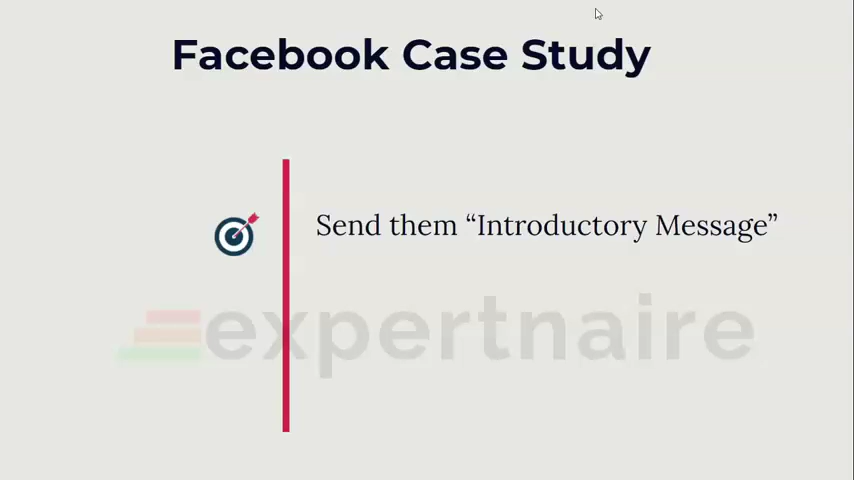 Facebook Case Study
Send them “Introductory Message”
expertnaire